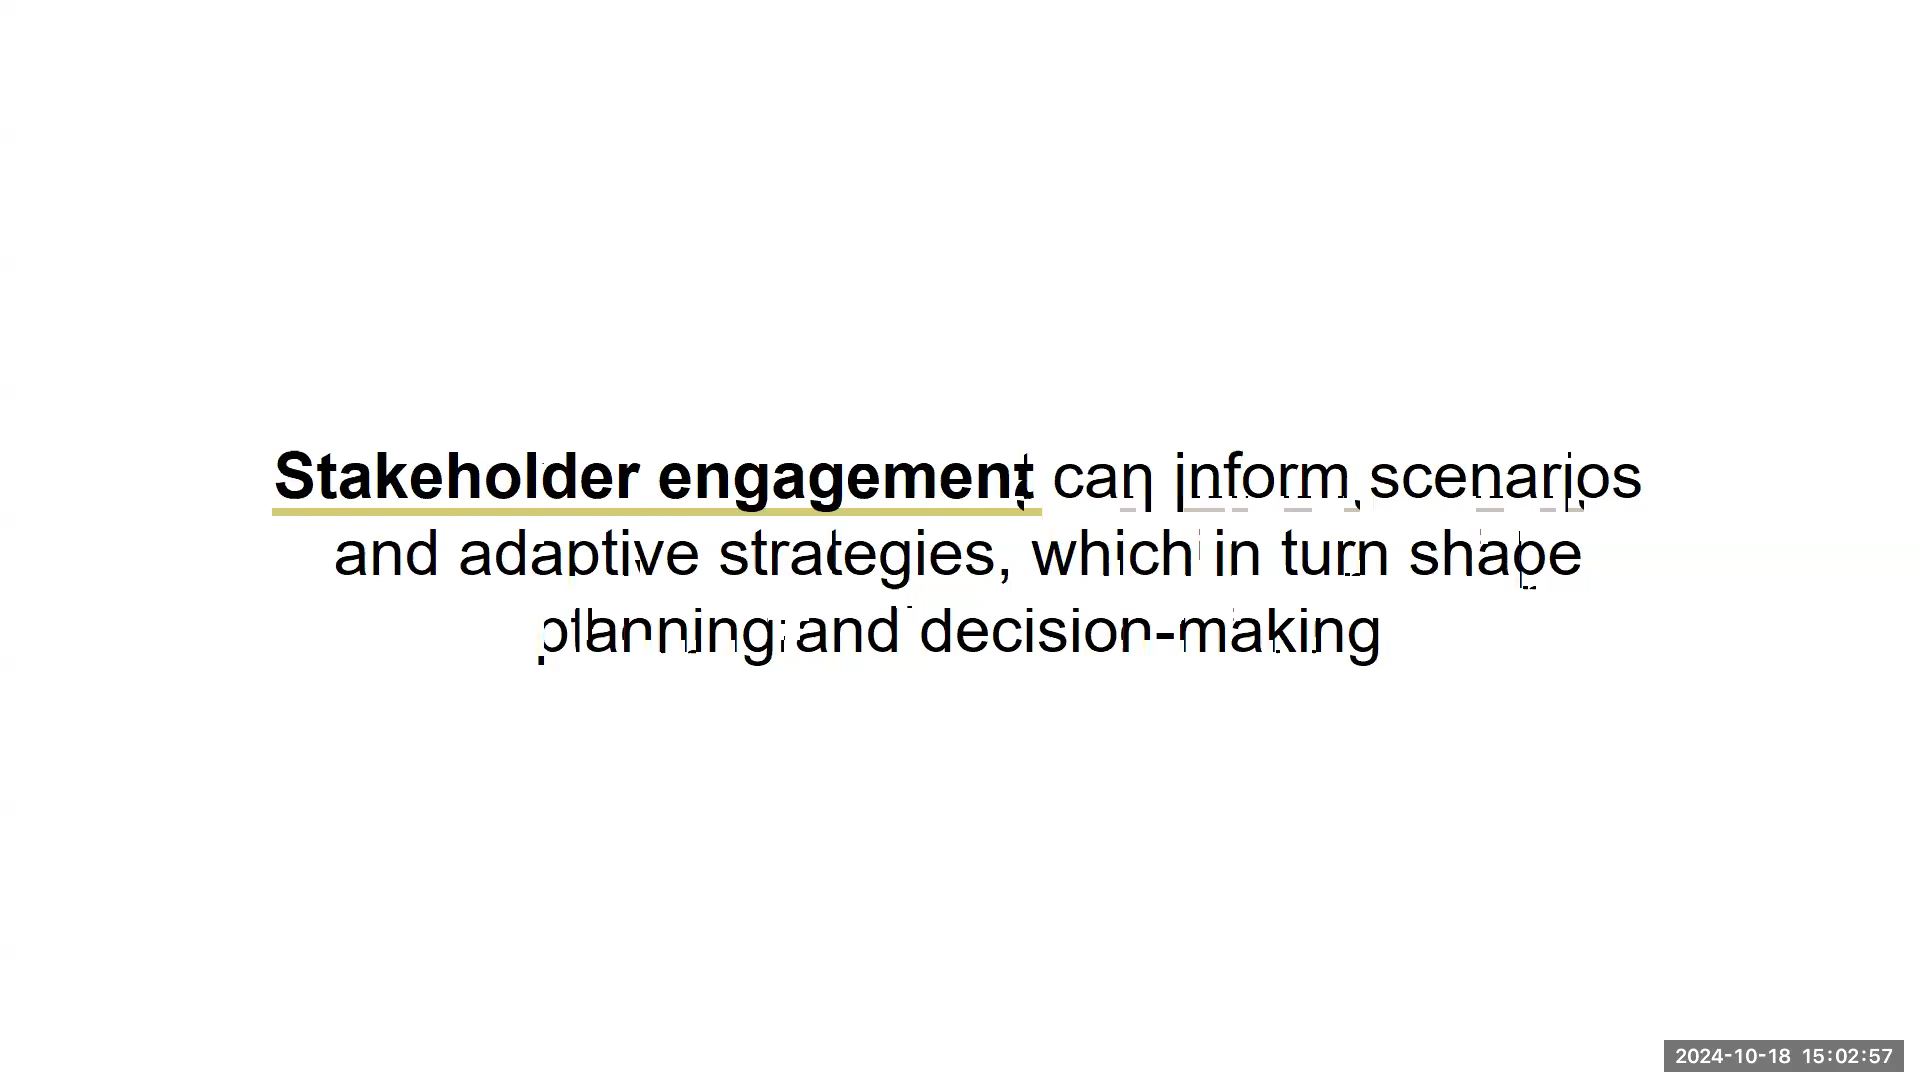 Stakeholder engagement can inform scenarios
and adaptive strategies, which in turn shape
planning and decision-making
2024-10-18 15:02:57